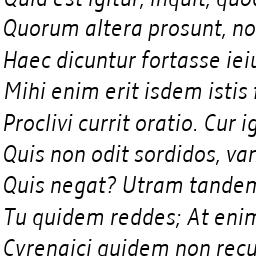 Quid est igitur, inquit, quo
Quorum altera prosunt, no
Haec dicuntur fortasse iei
Mihi enim erit isdem istis
Proclivi currit oratio. Cur ig
Quis non odit sordidos, var
Quis negat? Utram tandem
Tu quidem reddes; At enim
Cyrenaici quidem non recu